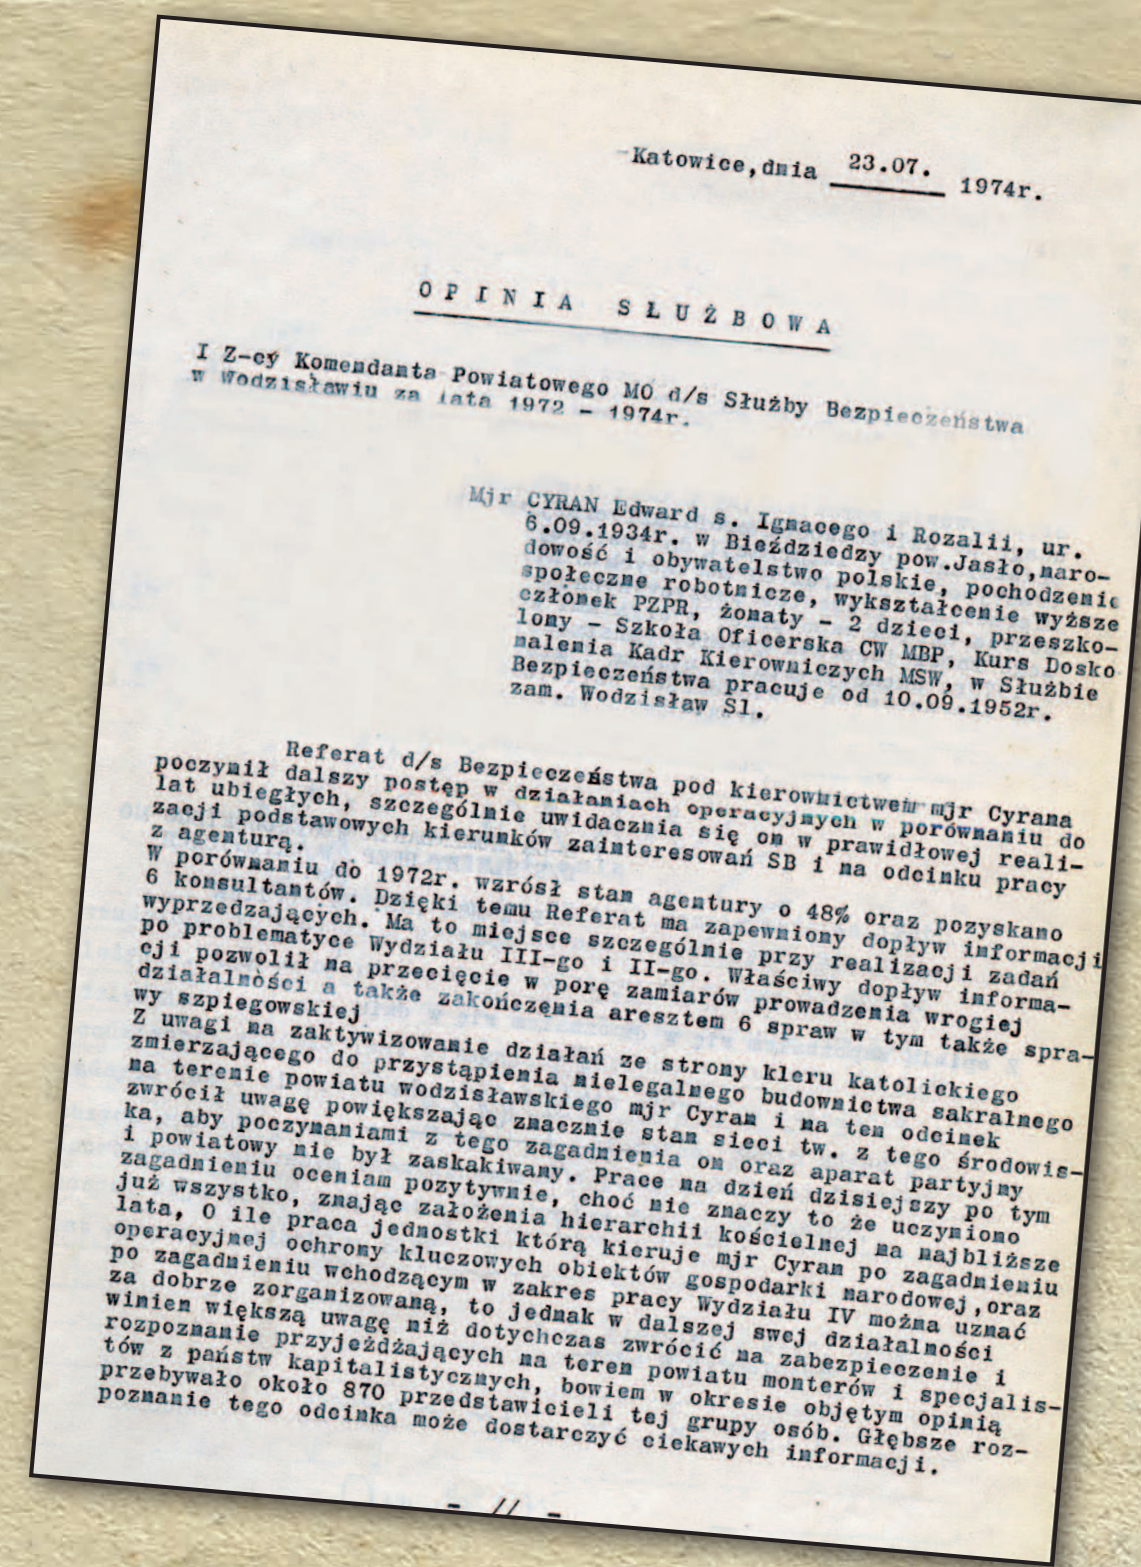 Katowice,dnia 23.07. 1974r.
OPINIA SŁUŻBOWA
I Z-cy Komendanta Powiatowego MO d/s Służby Bezpieczeństwa
w Wodzisławiu za lata 1972 - 1974r.
Mjr CYRAN Edward s. Ignacego i Rozalii, ur.
6.09.1934r. w Bieździedzy pow.Jasło,naro-
dowość i obywatelstwo polskie, pochodzenie
społeczne robotnicze, wykształcenie wyższe
członek PZPR, żonaty - 2 dzieci, przeszko-
lony - Szkoła Oficerska CW MBP, Kurs Dosko
nalenia Kadr Kierowniczych MSW, w Służbie
Bezpieczeństwa pracuje od 10.09.1952r.
zam. Wodzisław Sl.
Referat d/s Bezpieczeństwa pod kierownictwem mjr Cyrana
poczynił dalszy postęp w działaniach operacyjnych w porównaniu do
lat ubiegłych, szczególnie uwidacznia się on w prawidłowej reali-
zacji podstawowych kierunków zainteresowań SB i na odcinku pracy
z agenturą.
W porównaniu do 1972r. wzrósł stan agentury o 48% oraz pozyskano
6 konsultantów. Dzięki temu Referat ma zapewniony dopływ informacji
wyprzedzających. Ma to miejsce szczególnie przy realizacji zadań
po problematyce Wydziału III-go i II-go. Właściwy dopływ informa-
cji pozwolił na przecięcie w porę zamiarów prowadzenia wrogiej
działalności a także zakończenia aresztem 6 spraw w tym także spra-
wy szpiegowskiej
Z uwagi na zaktywizowanie działań ze strony kleru katolickiego
zmierzającego do przystąpienia nielegalnego budownictwa sakralnego
na terenie powiatu wodzisławskiego mjr Cyran i na ten odcinek
zwrócił uwagę powiększając znacznie stan sieci tw. z tego środowis-
ka, aby poczynaniami z tego zagadnienia on oraz aparat partyjny
i powiatowy nie był zaskakiwany. Prace na dzień dzisiejszy po tym
zagadnieniu oceniam pozytywnie, choć nie znaczy to że uczyniono
już wszystko, znając założenia hierarchii kościelnej na najbliższe
lata, O ile praca jednostki którą kieruje mjr Cyran po zagadnieniu
operacyjnej ochrony kluczowych obiektów gospodarki narodowej,oraz
po zagadnieniu wchodzącym w zakres pracy Wydziału IV można uznać
za dobrze zorganizowaną, to jednak w dalszej swej działalności
winien większą uwagę niż dotychczas zwrócić na zabezpieczenie i
rozpoznanie przyjeżdżających na teren powiatu monterów i specjalis-
tów z państw kapitalistycznych, bowiem w okresie objętym opinią
przebywało około 870 przedstawicieli tej grupy osób. Głębsze roz-
poznanie tego odcinka może dostarczyć ciekawych informacji.
- // -